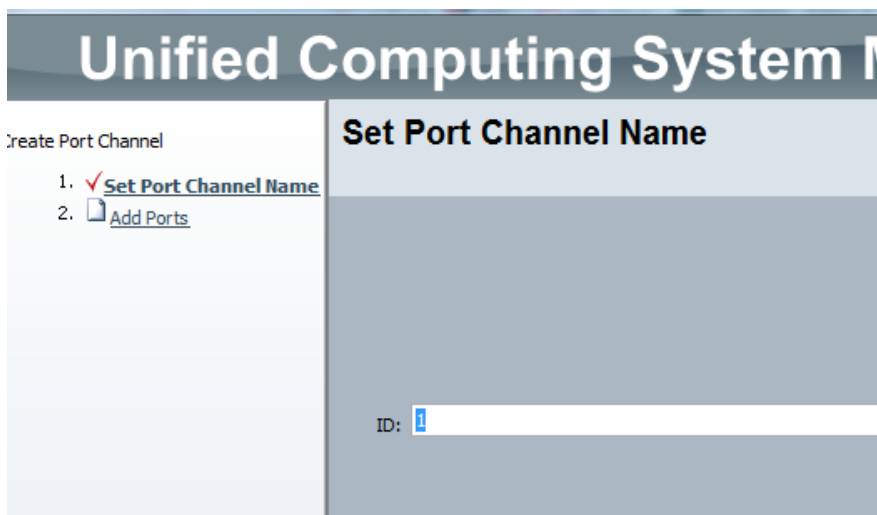 Unified Computing System
Create Port Channel
1. Set Port Channel Name
2. Add Ports
Set Port Channel Name
ID: 1